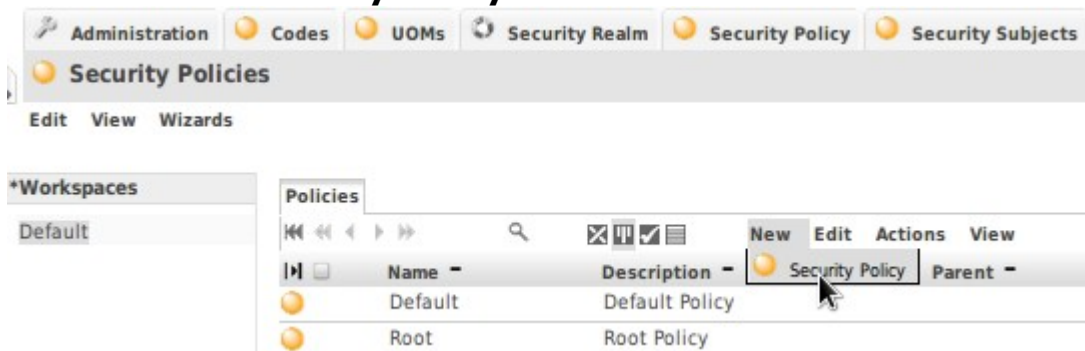 Administration Codes UOMs Security Realm Security Policy Security Subjects
Security Policies
Edit View Wizards
*Workspaces
Default
Policies
New Edit Actions View
Name Description Security Policy Parent
Default Default Policy
Root Root Policy